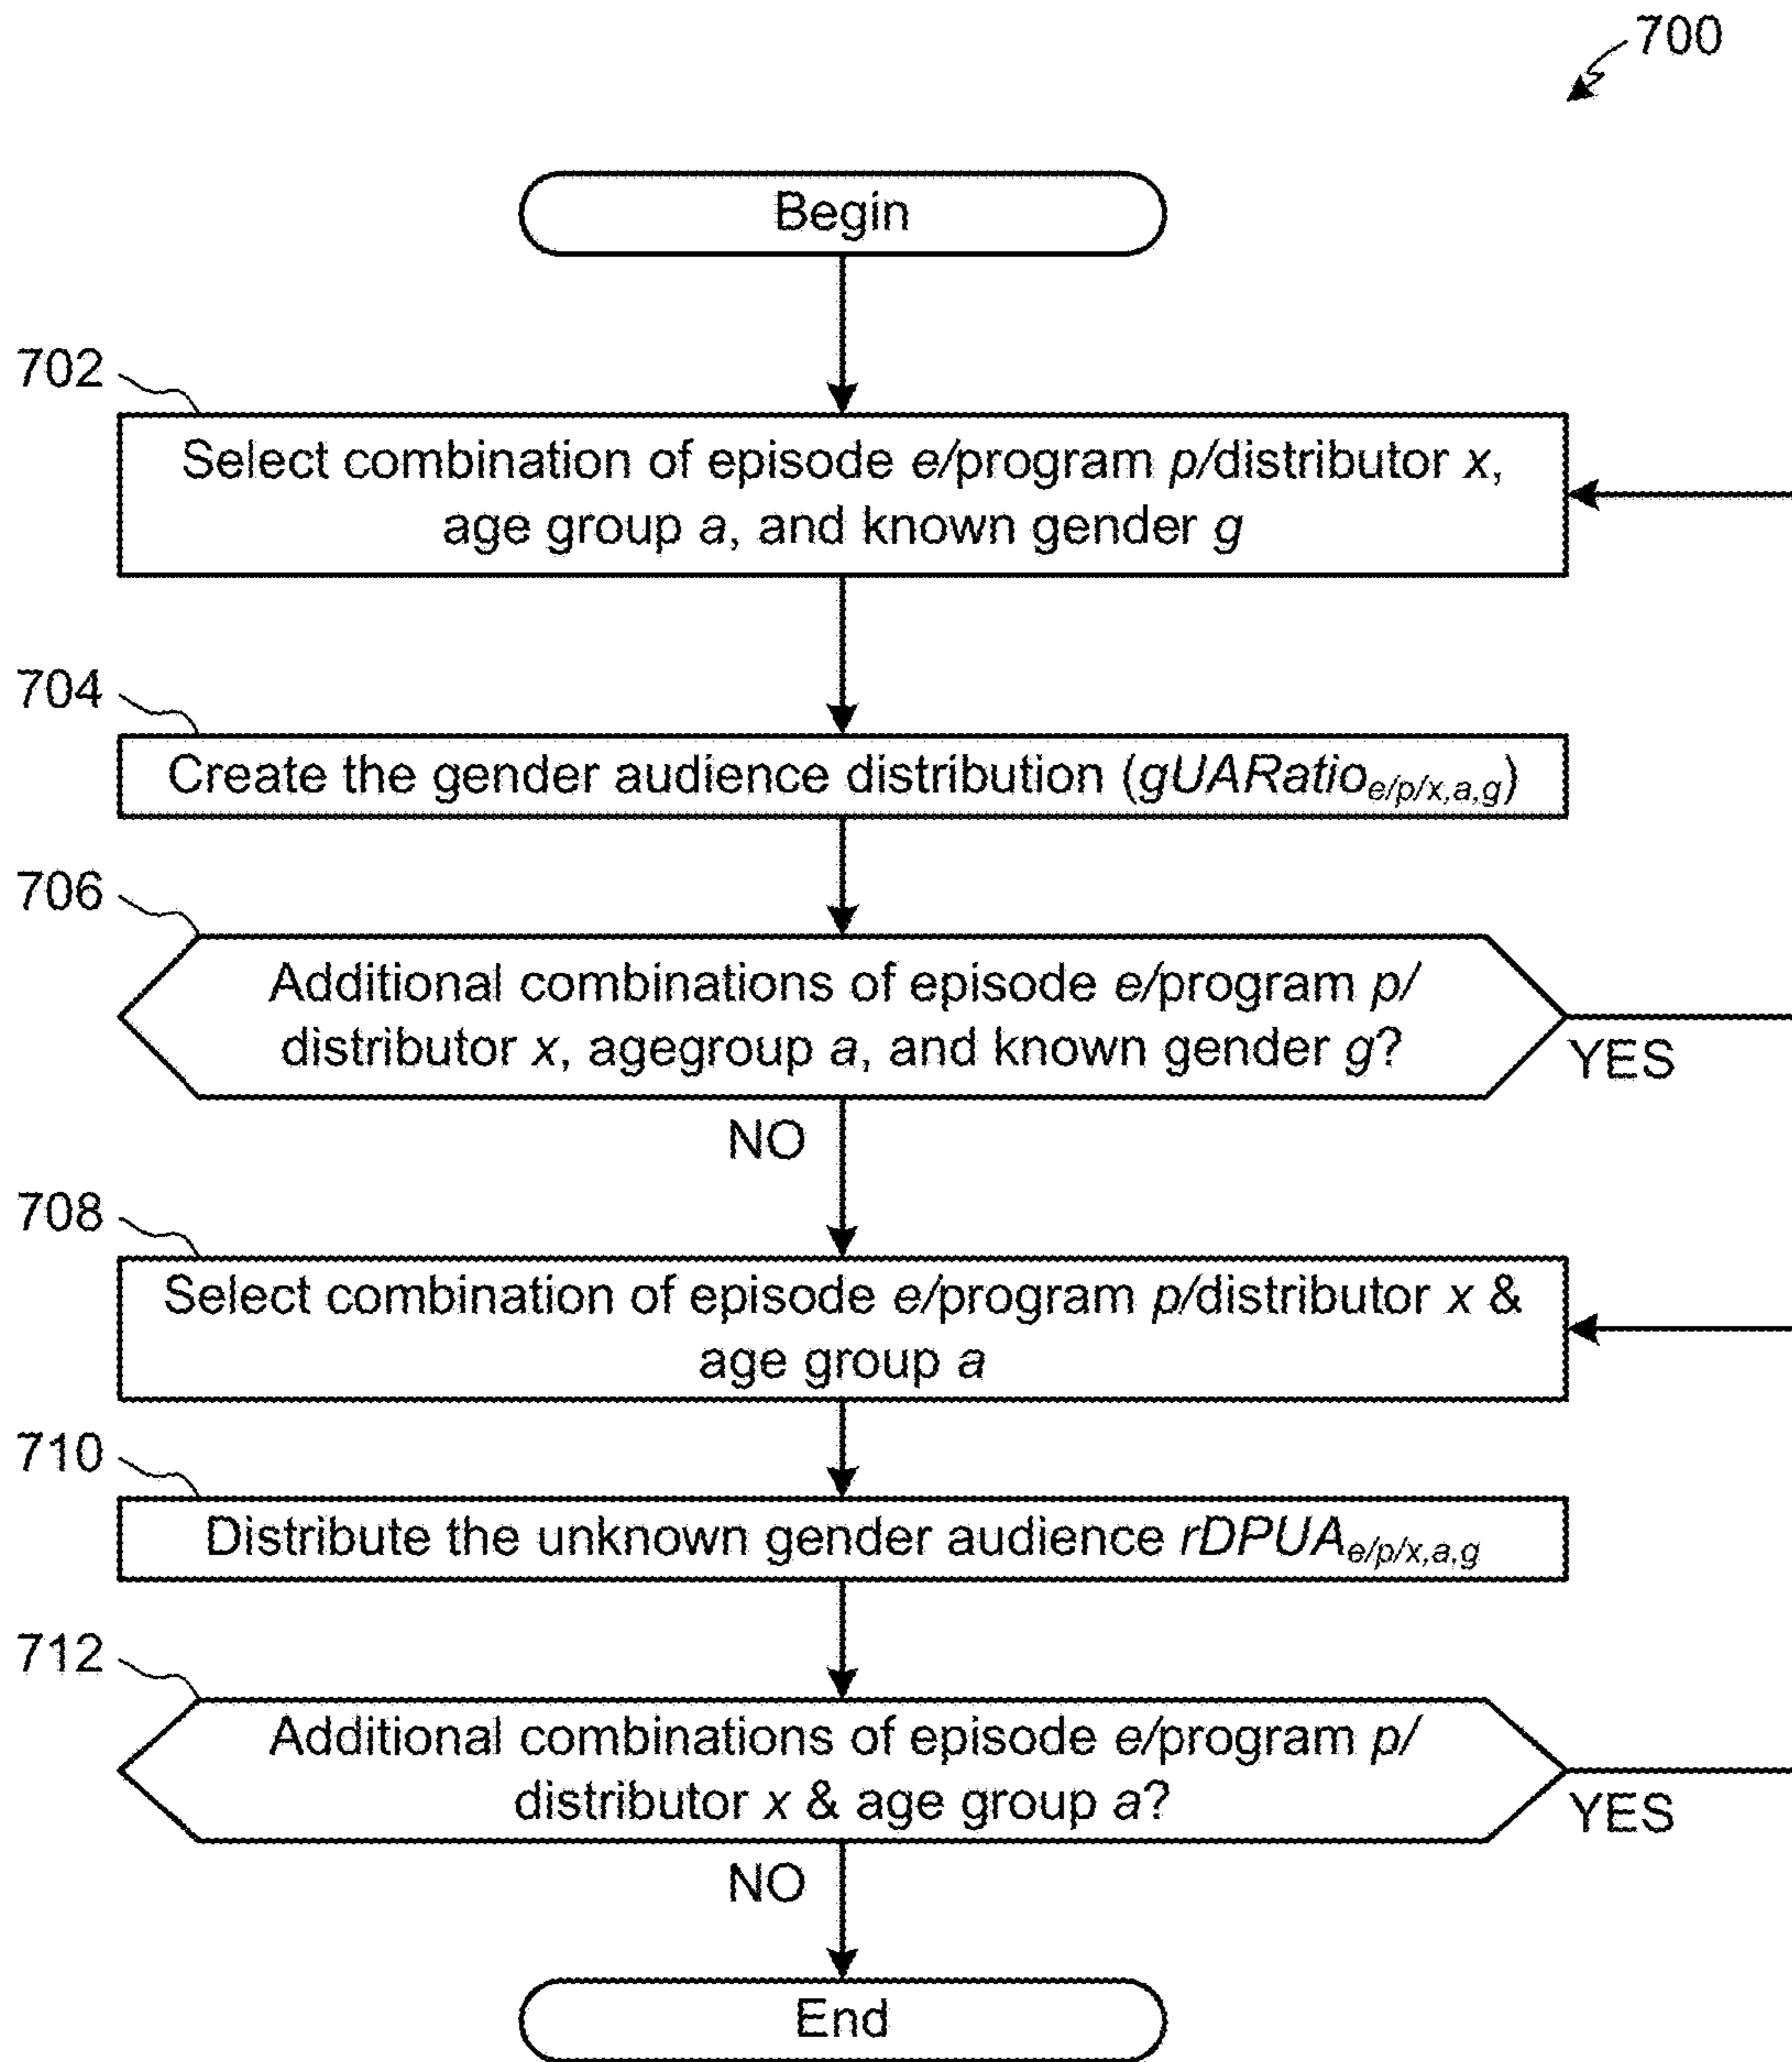 700
Begin
702
Select combination of episode e/program p/distributor x,
age group a, and known gender g
704
Create the gender audience distribution (gUARatioe/p/x,a,g)
706
Additional combinations of episode e/program p/
distributor x, agegroup a, and known gender g?
YES
NO
708
Select combination of episode e/program p/distributor x &
age group a
710
Distribute the unknown gender audience rDPUAe/p/x,a,g
712
Additional combinations of episode e/program p/
distributor x & age group a?
YES
NO
End